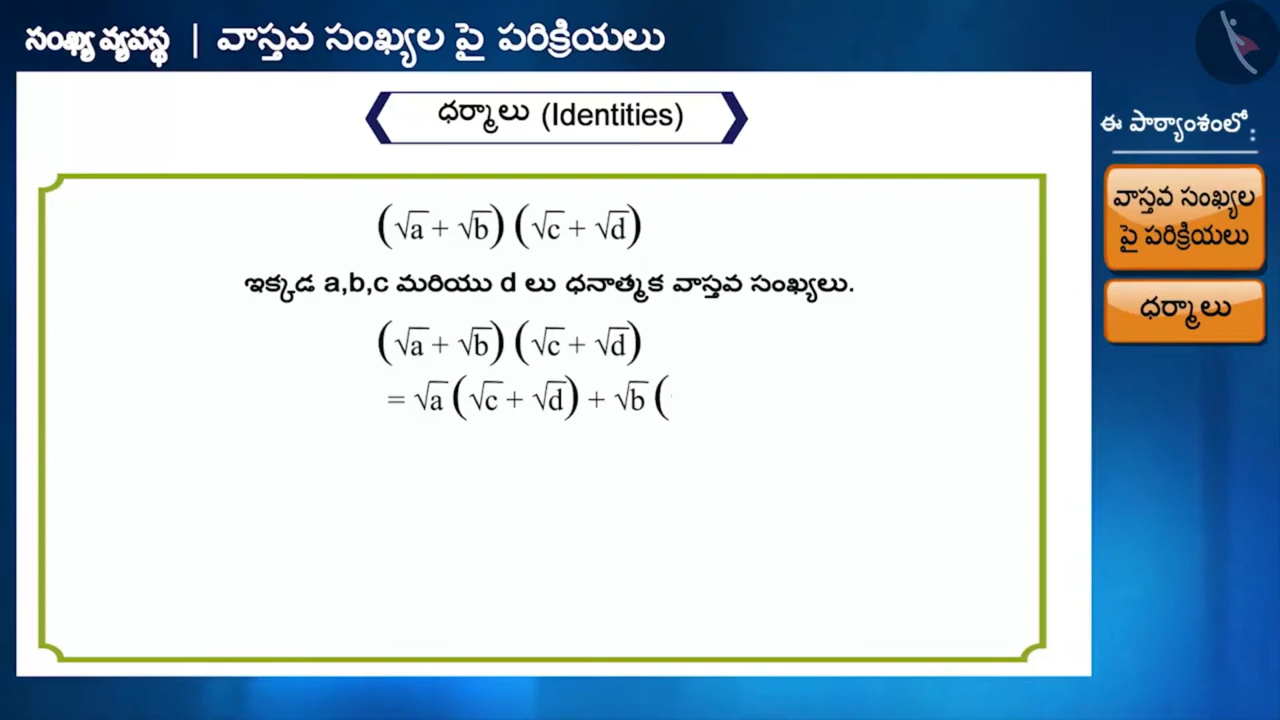 సంఖ్య వ్యవస్థ | వాస్తవ సంఖ్యల పై పరిక్రియలు
ధర్మాలు (Identities)
(√a + √b) (√c + √d)
ఇక్కడ a,b,c మరియు d లు ధనాత్మక వాస్తవ సంఖ్యలు.
(√a + √b) (√c + √d)
= √a (√c + √d) + √b (
ఈ పాఠ్యాంశంలో :
వాస్తవ సంఖ్యల
పై పరిక్రియలు
ధర్మాలు